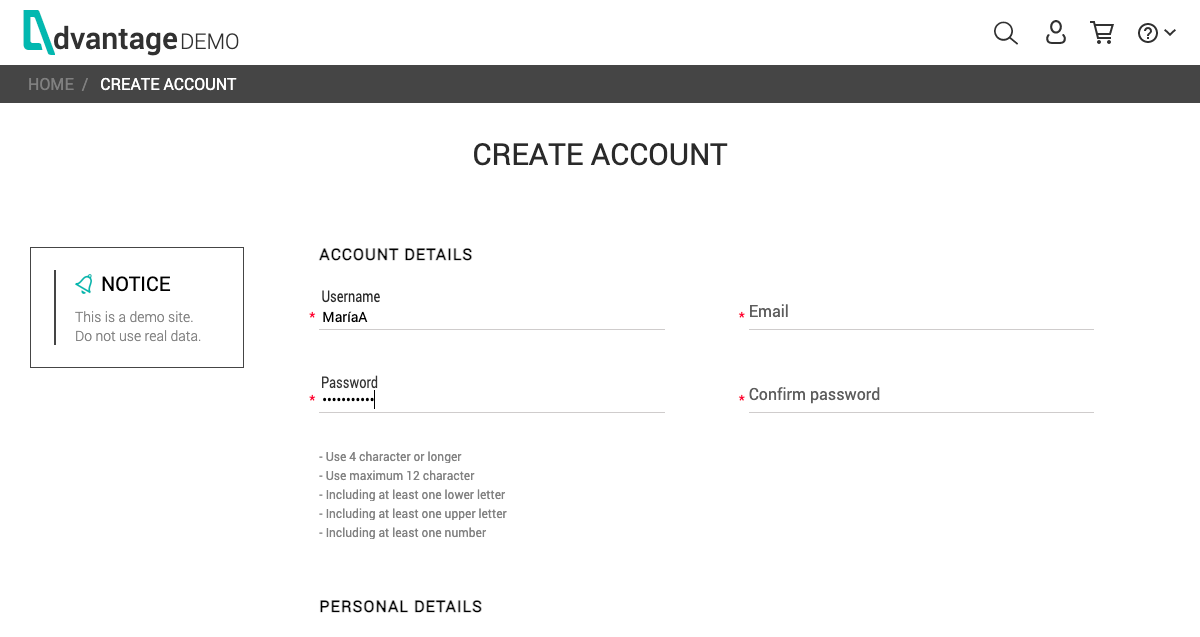 dvantage DEMO
HOME / CREATE ACCOUNT
CREATE ACCOUNT
NOTICE
This is a demo site.
Do not use real data.
ACCOUNT DETAILS
Username
* MaríaA
* Email
Password
* •••••••••••
* Confirm password
- Use 4 character or longer
- Use maximum 12 character
- Including at least one lower letter
- Including at least one upper letter
- Including at least one number
PERSONAL DETAILS